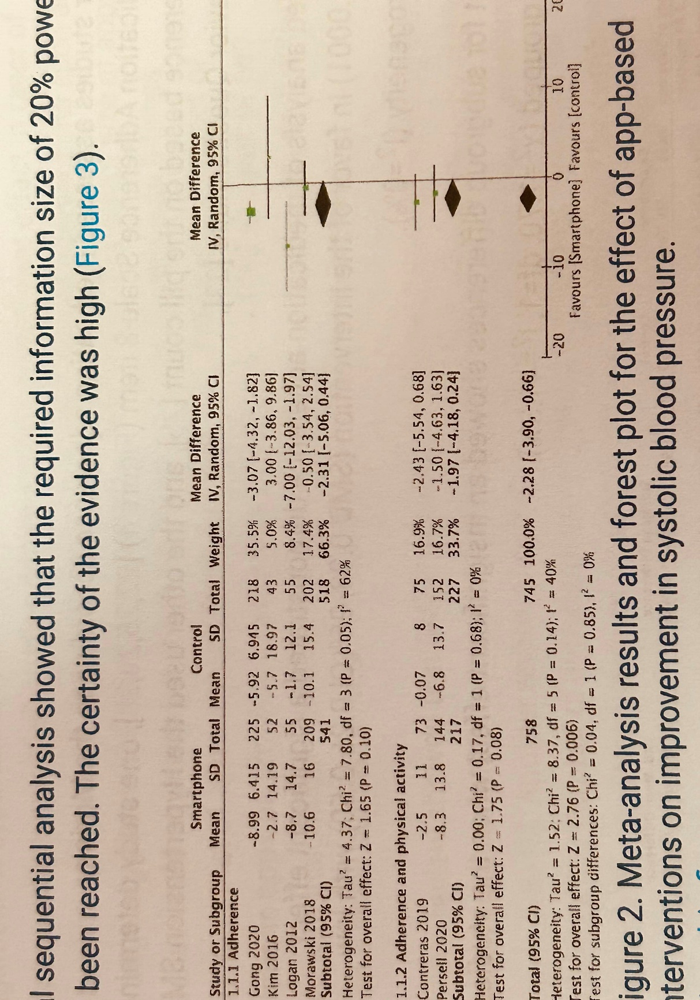 l sequential analysis showed that the required information size of 20% powe
been reached. The certainty of the evidence was high (Figure 3).
Smartphone Control Mean Difference Mean Difference
Study or Subgroup Mean SD Total Mean SD Total Weight IV, Random, 95% CI IV, Random, 95% CI
1.1.1 Adherence
Gong 2020 -8.99 6.415 225 -5.92 6.945 218 35.5% -3.07 [-4.32, -1.82]
Kim 2016 -2.7 14.19 52 -5.7 18.97 43 5.0% 3.00 [-3.86, 9.86]
Logan 2012 -8.7 14.7 55 -1.7 12.1 55 8.4% -7.00 [-12.03, -1.97]
Morawski 2018 -10.6 16 209 -10.1 15.4 202 17.4% -0.50 [-3.54, 2.54]
Subtotal (95% CI) 541 518 66.3% -2.31 [-5.06, 0.44]
Heterogeneity: Tau² = 4.37; Chi² = 7.80, df = 3 (P = 0.05); I² = 62%
Test for overall effect: Z = 1.65 (P = 0.10)
1.1.2 Adherence and physical activity
Contreras 2019 -2.5 11 73 -0.07 8 75 16.9% -2.43 [-5.54, 0.68]
Persell 2020 -8.3 13.8 144 -6.8 13.7 152 16.7% -1.50 [-4.63, 1.63]
Subtotal (95% CI) 217 227 33.7% -1.97 [-4.18, 0.24]
Heterogeneity: Tau² = 0.00; Chi² = 0.17, df = 1 (P = 0.68); I² = 0%
Test for overall effect: Z = 1.75 (P = 0.08)
Total (95% CI) 758 745 100.0% -2.28 [-3.90, -0.66]
Heterogeneity: Tau² = 1.52; Chi² = 8.37, df = 5 (P = 0.14); I² = 40%
Test for overall effect: Z = 2.76 (P = 0.006)
Test for subgroup differences: Chi² = 0.04, df = 1 (P = 0.85), I² = 0%
-20 -10 0 10 20
Favours [Smartphone] Favours [control]
igure 2. Meta-analysis results and forest plot for the effect of app-based
nterventions on improvement in systolic blood pressure.